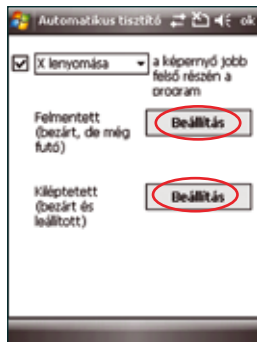 Automatikus tisztító ok
X lenyomása a képernyő jobb
felső részén a
program
Felmentett
(bezárt, de még
futó)
Beállítás
Kiléptetett
(bezárt és
leállított)
Beállítás